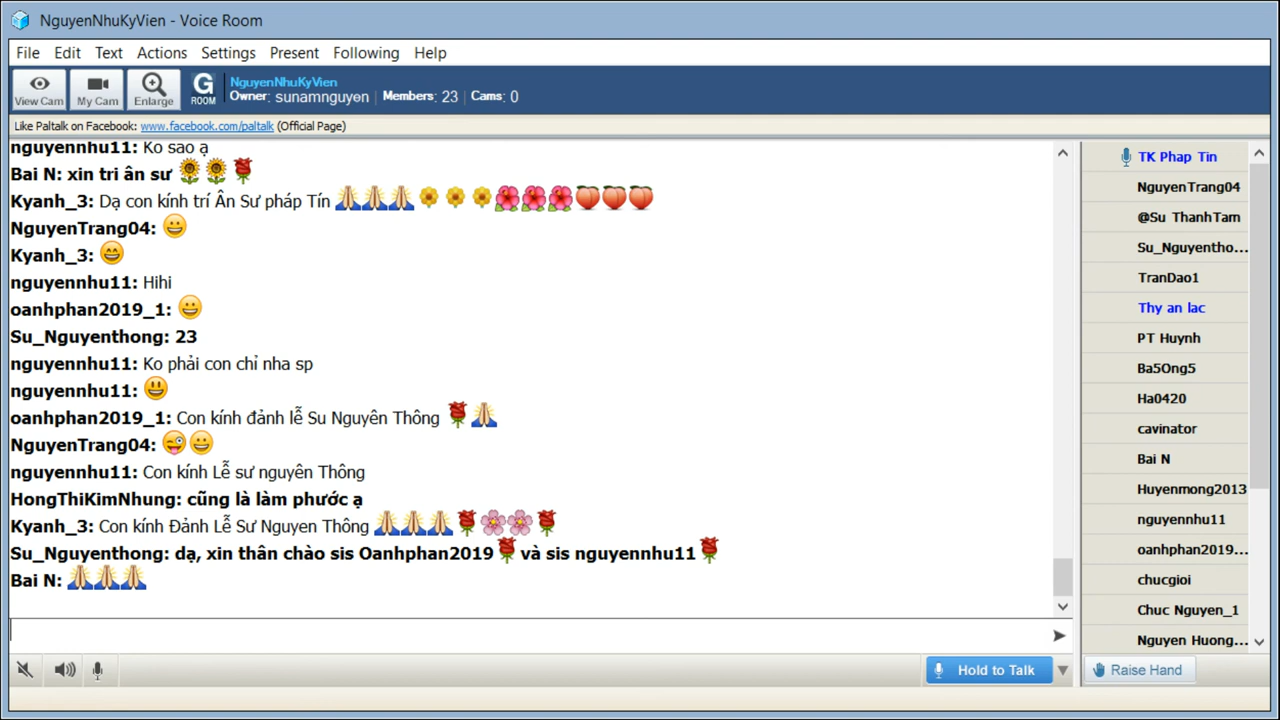 NguyenNhuKyVien - Voice Room
File Edit Text Actions Settings Present Following Help
View Cam My Cam Enlarge G ROOM
NguyenNhuKyVien
Owner: sunamnguyen | Members: 23 | Cams: 0
Like Paltalk on Facebook: www.facebook.com/paltalk (Official Page)
nguyennhu11: Ko sao ạ
Bai N: xin tri ân sư
Kyanh_3: Dạ con kính trí Ân Sư pháp Tín
NguyenTrang04:
Kyanh_3:
nguyennhu11: Hihi
oanhphan2019_1:
Su_Nguyenthong: 23
nguyennhu11: Ko phải con chỉ nha sp
nguyennhu11:
oanhphan2019_1: Con kính đảnh lễ Su Nguyên Thông
NguyenTrang04:
nguyennhu11: Con kính Lễ sư nguyên Thông
HongThiKimNhung: cũng là làm phước ạ
Kyanh_3: Con kính Đảnh Lễ Sư Nguyen Thông
Su_Nguyenthong: dạ, xin thân chào sis Oanhphan2019 và sis nguyennhu11
Bai N:
TK Phap Tin
NguyenTrang04
@Su ThanhTam
Su_Nguyentho...
TranDao1
Thy an lac
PT Huynh
Ba5Ong5
Ha0420
cavinator
Bai N
Huyenmong2013
nguyennhu11
oanhphan2019...
chucgioi
Chuc Nguyen_1
Nguyen Huong...
Hold to Talk
Raise Hand